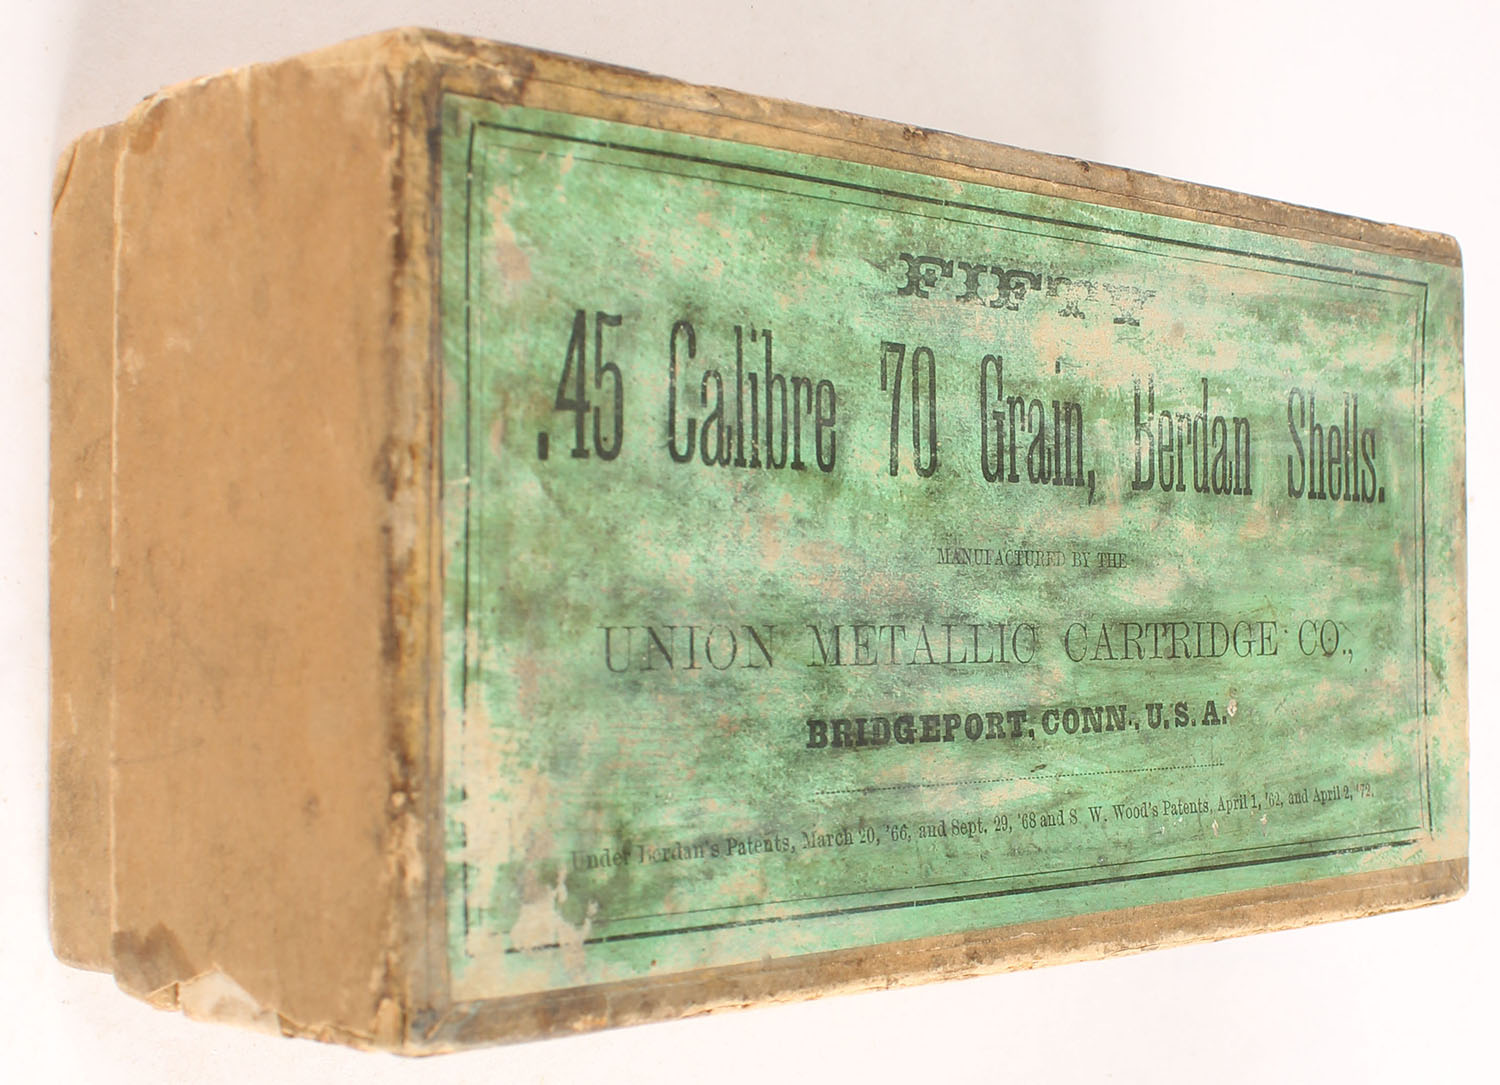 FIFTY
.45 Calibre 70 Grain, Berdan Shells.
MANUFACTURED BY THE
UNION METALLIC CARTRIDGE CO.,
BRIDGEPORT, CONN., U.S.A.
Under Berdan's Patents, March 20, '66, and Sept. 29, '68 and S. W. Wood's Patents, April 1, '62, and April 2, '72.